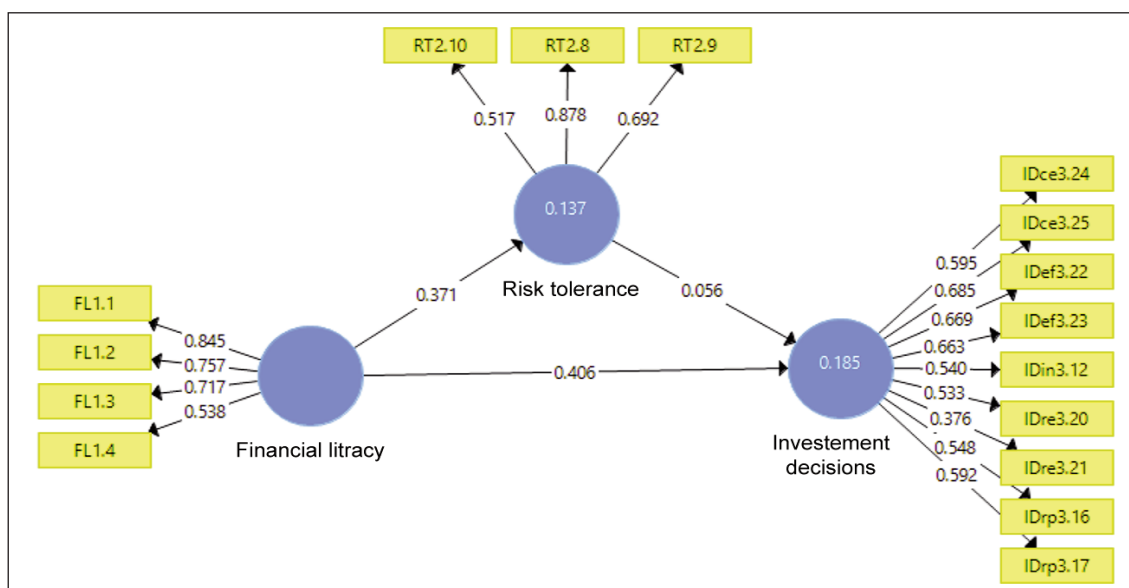 RT2.10
RT2.8
RT2.9
0.517
0.878
0.692
0.137
Risk tolerance
0.371
0.056
FL1.1
FL1.2
FL1.3
FL1.4
0.845
0.757
0.717
0.538
Financial litracy
0.406
0.185
Investement
decisions
0.595
0.685
0.669
0.663
0.540
0.533
0.376
0.548
0.592
IDce3.24
IDce3.25
IDef3.22
IDef3.23
IDin3.12
IDre3.20
IDre3.21
IDrp3.16
IDrp3.17